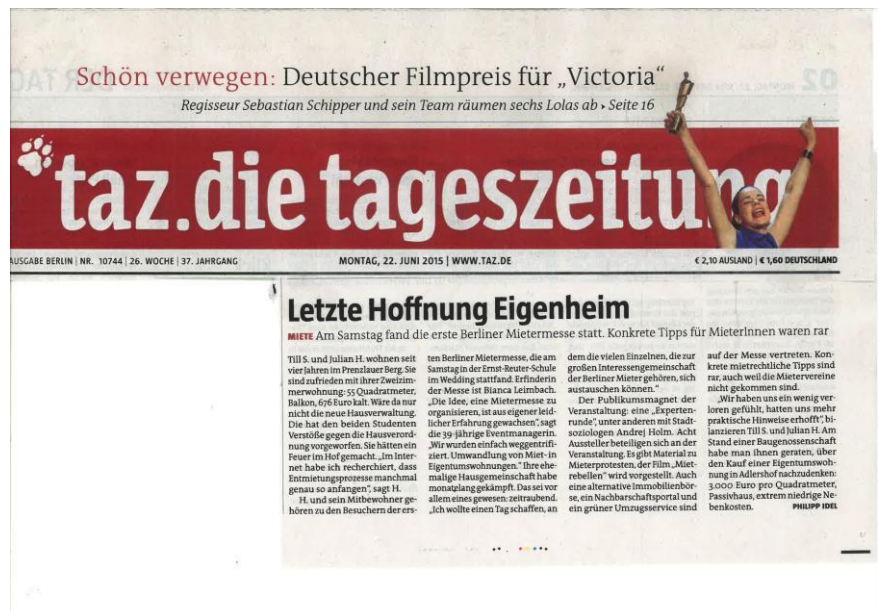 Schön verwegen: Deutscher Filmpreis für „Victoria“
Regisseur Sebastian Schipper und sein Team räumen sechs Lolas ab ▸ Seite 16
taz.die tageszeitung
AUSGABE BERLIN | NR. 10744 | 26. WOCHE | 37. JAHRGANG
MONTAG, 22. JUNI 2015 | WWW.TAZ.DE
€ 2,10 AUSLAND | € 1,60 DEUTSCHLAND
Letzte Hoffnung Eigenheim
MIETE Am Samstag fand die erste Berliner Mietermesse statt. Konkrete Tipps für MieterInnen waren rar
Till S. und Julian H. wohnen seit
vier Jahren im Prenzlauer Berg. Sie
sind zufrieden mit ihrer Zweizim-
merwohnung: 55 Quadratmeter,
Balkon, 676 Euro kalt. Wäre da nur
nicht die neue Hausverwaltung.
Die hat den beiden Studenten
Verstöße gegen die Hausverord-
nung vorgeworfen. Sie hätten ein
Feuer im Hof gemacht. „Im Inter-
net habe ich recherchiert, dass
Entmietungsprozesse manchmal
genau so anfangen“, sagt H.
H. und sein Mitbewohner ge-
hören zu den Besuchern der ers-
ten Berliner Mietermesse, die am
Samstag in der Ernst-Reuter-Schule
im Wedding stattfand. Erfinderin
der Messe ist Bianca Leimbach.
„Die Idee, eine Mietermesse zu
organisieren, ist aus eigener leid-
licher Erfahrung gewachsen“, sagt
die 39-jährige Eventmanagerin.
„Wir wurden einfach weggentrifi-
ziert. Umwandlung von Miet- in
Eigentumswohnungen.“ Ihre ehe-
malige Hausgemeinschaft habe
monatelang gekämpft. Das sei vor
allem eines gewesen: zeitraubend.
„Ich wollte einen Tag schaffen, an
dem die vielen Einzelnen, die zur
großen Interessengemeinschaft
der Berliner Mieter gehören, sich
austauschen können.“
Der Publikumsmagnet der
Veranstaltung: eine „Experten-
runde“, unter anderem mit Stadt-
soziologen Andrej Holm. Acht
Aussteller beteiligen sich an der
Veranstaltung. Es gibt Material zu
Mieterprotesten, der Film „Miet-
rebellen“ wird vorgestellt. Auch
eine alternative Immobilienbör-
se, ein Nachbarschaftsportal und
ein grüner Umzugsservice sind
auf der Messe vertreten. Kon-
krete mietrechtliche Tipps sind
rar, auch weil die Mietervereine
nicht gekommen sind.
„Wir haben uns ein wenig ver-
loren gefühlt, hatten uns mehr
praktische Hinweise erhofft“, bi-
lanzieren Till S. und Julian H. Am
Stand einer Baugenossenschaft
habe man ihnen geraten, über
den Kauf einer Eigentumswoh-
nung in Adlershof nachzudenken:
3.000 Euro pro Quadratmeter,
Passivhaus, extrem niedrige Ne-
benkosten. PHILIPP IDEL